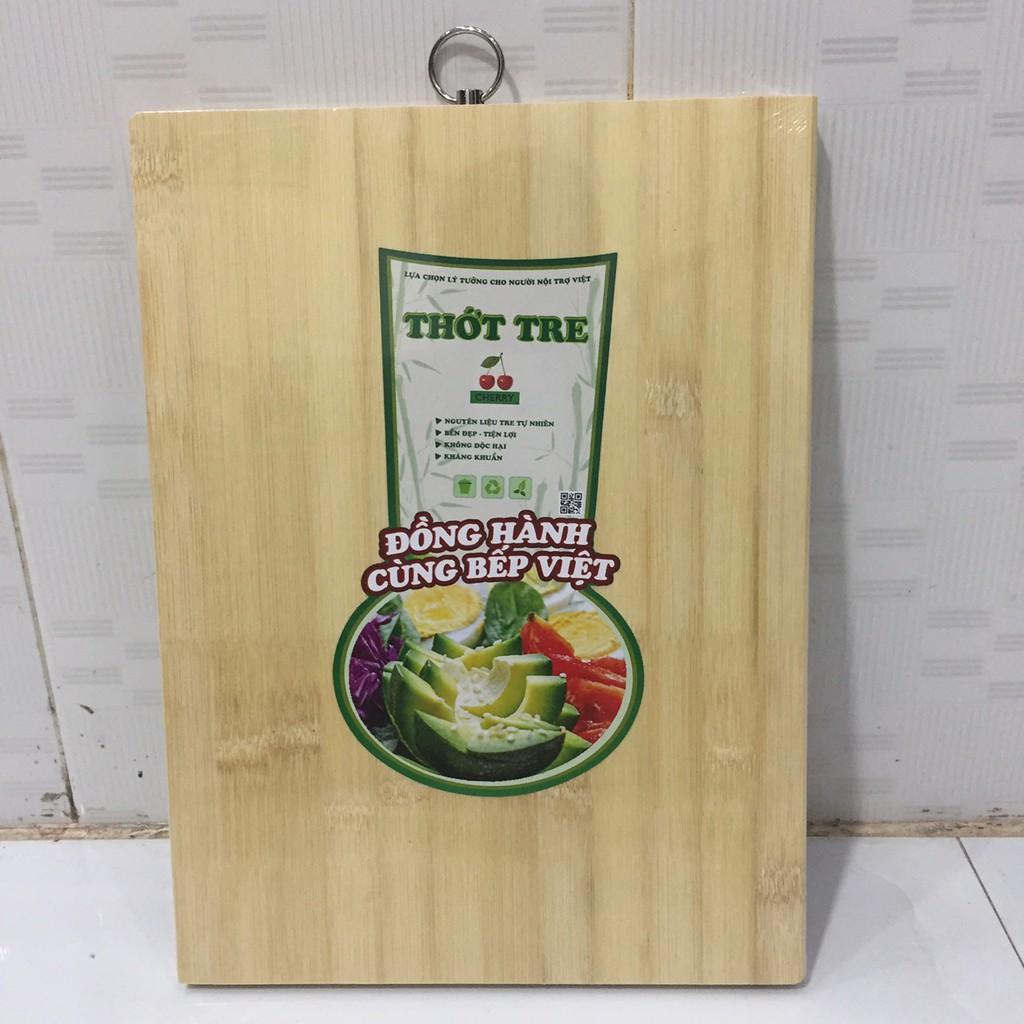 LỰA CHỌN LÝ TƯỞNG CHO NGƯỜI NỘI TRỢ VIỆT
THỚT TRE
CHERRY
NGUYÊN LIỆU TRE TỰ NHIÊN
BỀN ĐẸP - TIỆN LỢI
KHÔNG ĐỘC HẠI
KHÁNG KHUẨN
ĐỒNG HÀNH
CÙNG BẾP VIỆT